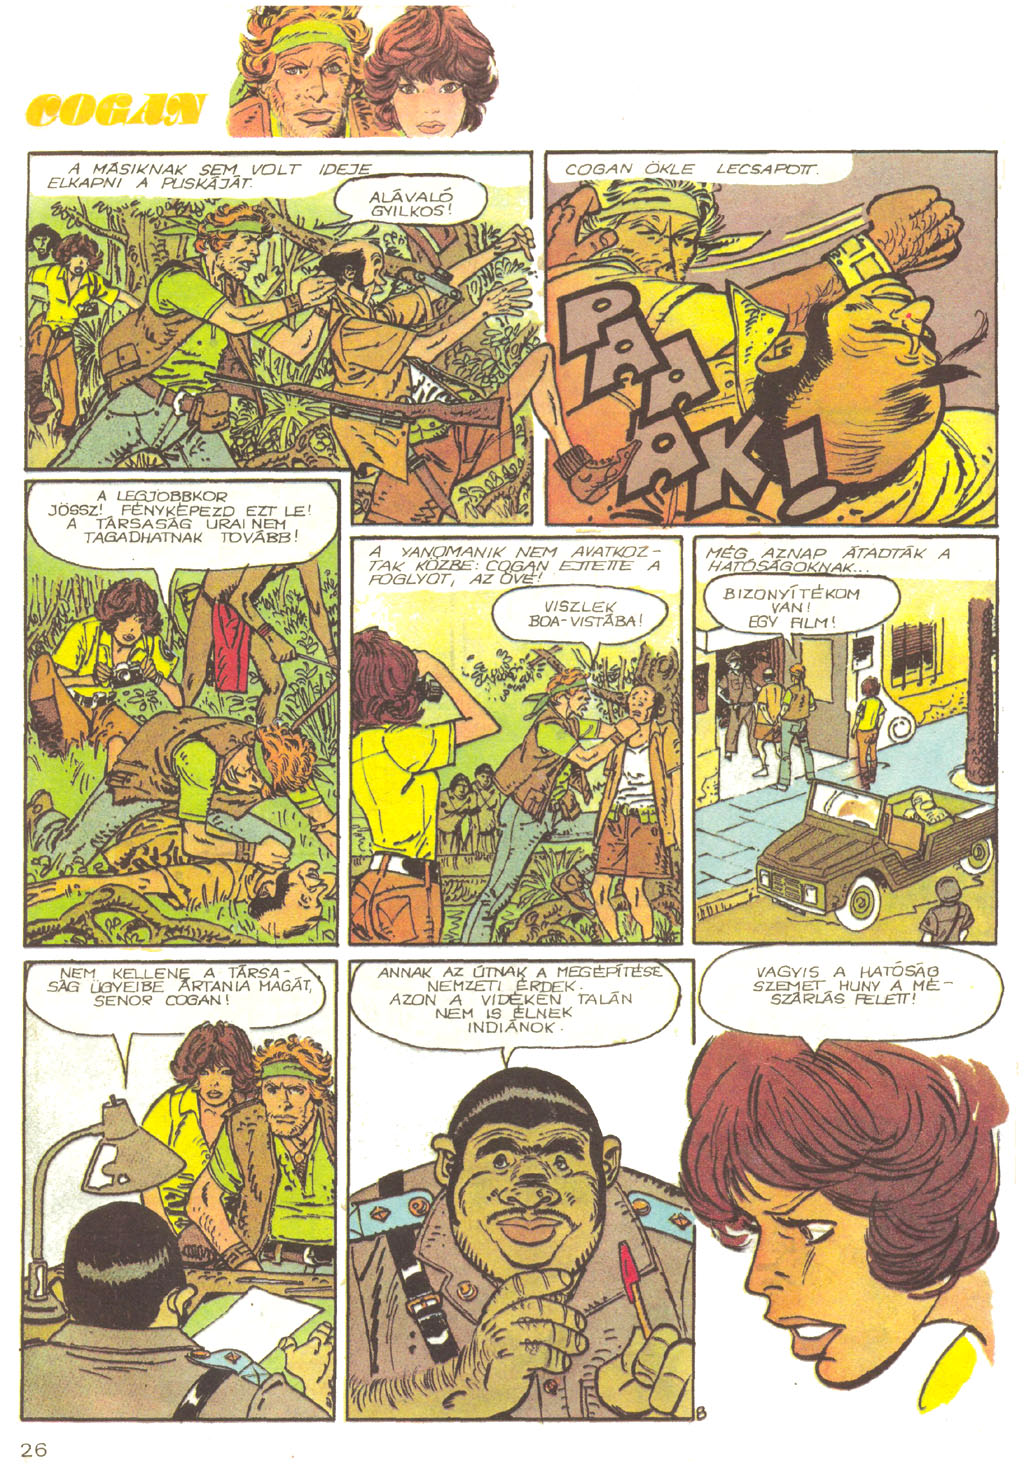 COGAN
A MÁSIKNAK SEM VOLT IDEJE
ELKAPNI A PUSKÁJÁT.
ALÁVALÓ
GYILKOS!
COGAN ÖKLE LECSAPOTT.
PAAAAK!
A LEGJOBBKOR
JÖSSZ! FÉNYKÉPEZD EZT LE!
A TÁRSASÁG URAI NEM
TAGADHATNAK TOVÁBB!
A YANOMANIK NEM AVATKOZ-
TAK KÖZBE: COGAN EJTETTE A
FOGLYOT, AZ ÖVÉ!
VISZLEK
BOA-VISTÁBA!
MÉG AZNAP ÁTADTÁK A
HATÓSÁGOKNAK...
BIZONYÍTÉKOM
VAN!
EGY FILM!
NEM KELLENE A TÁRSA-
SÁG ÜGYEIBE ÁRTANIA MAGÁT,
SENOR COGAN!
ANNAK AZ ÚTNAK A MEGÉPÍTÉSE
NEMZETI ÉRDEK.
AZON A VIDÉKEN TALÁN
NEM IS ÉLNEK
INDIÁNOK.
VAGYIS A HATÓSÁG
SZEMET HUNY A MÉ-
SZÁRLÁS FELETT!
8
26